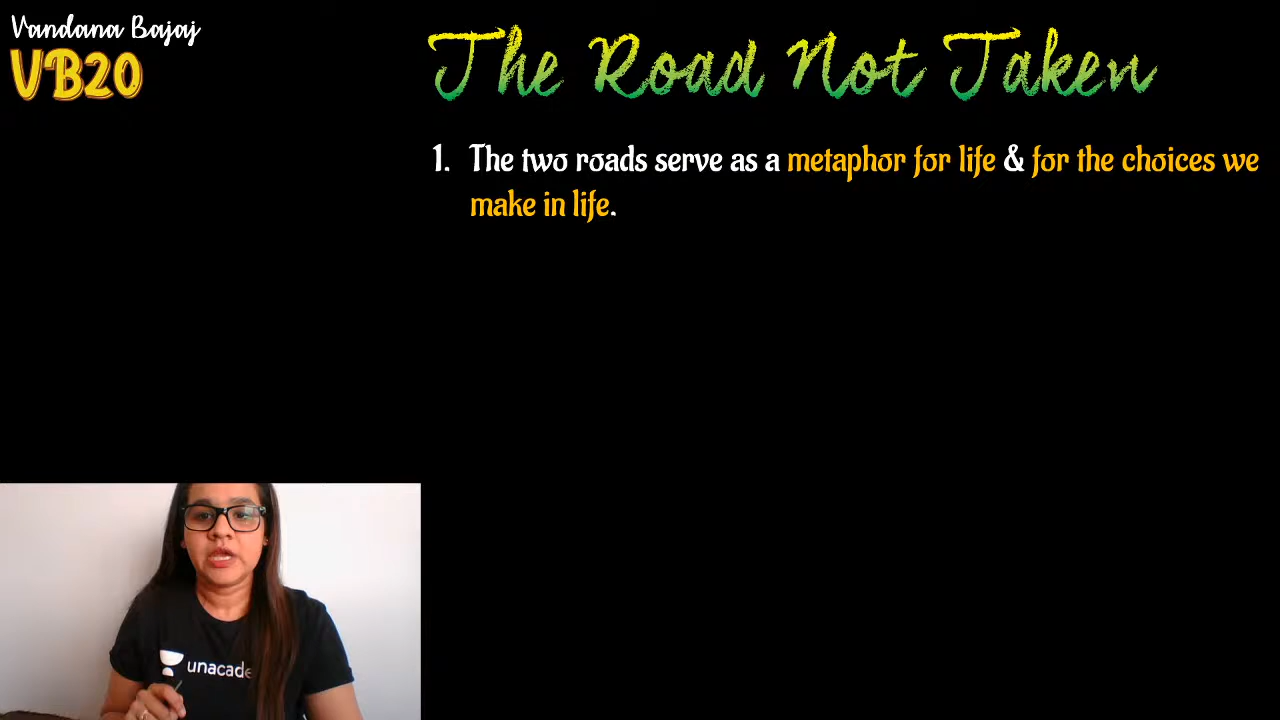 Vandana Bajaj
VB20
The Road Not Taken
1. The two roads serve as a metaphor for life & for the choices we
make in life.
unacade